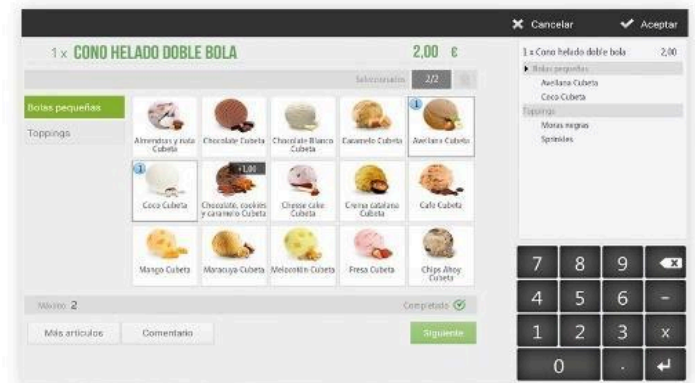 Cancelar
Aceptar
1 x CONO HELADO DOBLE BOLA
2,00 €
Seleccionados 2/2
Bolas pequeñas
Toppings
1
Almendras y nata Cubeta
Chocolate Cubeta
Chocolate Blanco Cubeta
Caramelo Cubeta
Avellana Cubeta
1
+1,00
Coco Cubeta
Chocolate, cookies y caramelo Cubeta
Chesse cake Cubeta
Crema catalana Cubeta
Cafe Cubeta
Mango Cubeta
Maracuya Cubeta
Melocotón Cubeta
Fresa Cubeta
Chips Ahoy Cubeta
Máximo 2
Completado
Más artículos
Comentario
Siguiente
1 x Cono helado doble bola 2,00
Bolas pequeñas
Avellana Cubeta
Coco Cubeta
Toppings
Moras negras
Sprinkles
7 8 9
4 5 6 -
1 2 3 x
0 .